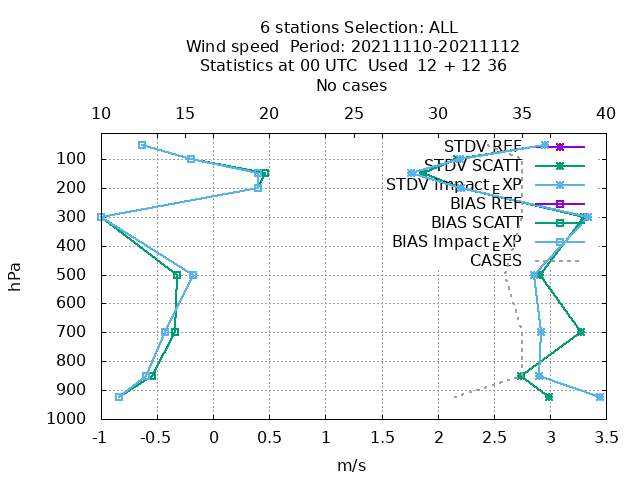 6 stations Selection: ALL
Wind speed  Period: 20211110-20211112
Statistics at 00 UTC  Used  12 + 12 36
No cases
10 15 20 25 30 35 40
STDV REF
STDV SCATT
STDV Impact_EXP
BIAS REF
BIAS SCATT
BIAS Impact_EXP
CASES
100
200
300
400
500
600
700
800
900
1000
hPa
-1 -0.5 0 0.5 1 1.5 2 2.5 3 3.5
m/s